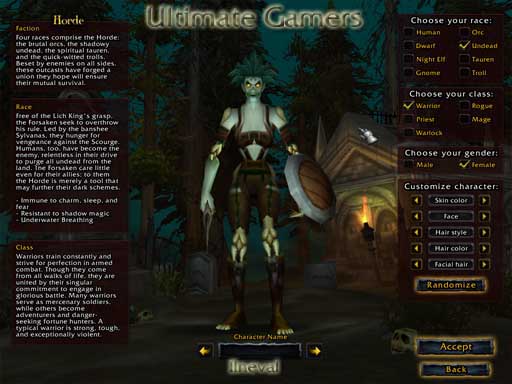 Ultimate Gamers
Horde
Faction
Four races comprise the Horde:
the brutal orcs, the shadowy
undead, the spiritual tauren,
and the quick-witted trolls.
Beset by enemies on all sides,
these outcasts have forged a
union they hope will ensure
their mutual survival.
Race
free of the Lich King's grasp,
the Forsaken seek to overthrow
his rule. Led by the banshee
Sylvanas, they hunger for
vengeance against the Scourge.
Humans, too, have become the
enemy, relentless in their drive
to purge all undead from the
land. The Forsaken care little
even for their allies; to them
the Horde is merely a tool that
may further their dark schemes.
- Immune to charm, sleep, and
fear
- Resistant to shadow magic
- Underwater Breathing
Class
Warriors train constantly and
strive for perfection in armed
combat. Though they come
from all walks of life, they are
united by their singular
commitment to engage in
glorious battle. Many warriors
serve as mercenary soldiers,
while others become
adventurers and danger-
seeking fortune hunters. A
typical warrior is strong, tough,
and exceptionally violent.
Character Name
Ilneval
Choose your race:
Human Orc
Dwarf Undead
Night Elf Tauren
Gnome Troll
Choose your class:
Warrior Rogue
Priest Mage
Warlock
Choose your gender:
Male Female
Customize character:
Skin color
Face
Hair style
Hair color
Facial hair
Randomize
Accept
Back